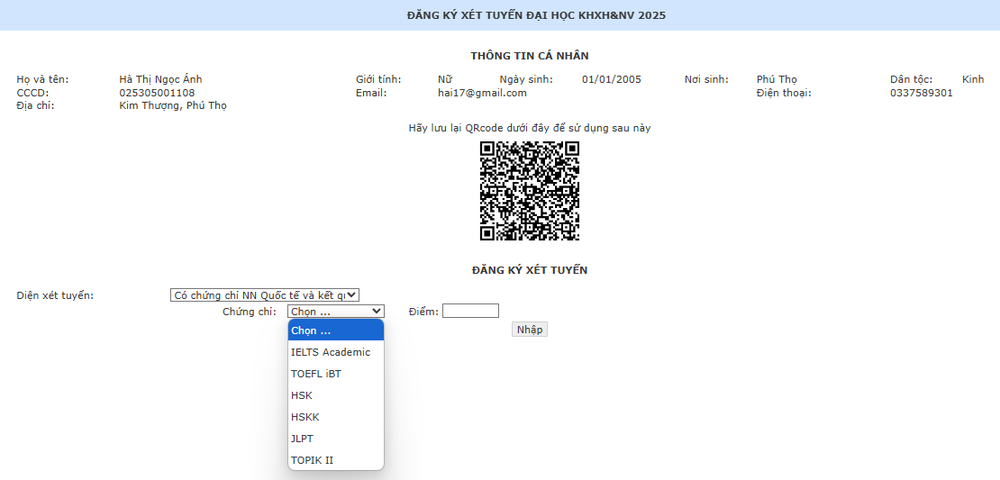 ĐĂNG KÝ XÉT TUYỂN ĐẠI HỌC KHXH&NV 2025
THÔNG TIN CÁ NHÂN
Họ và tên: Hà Thị Ngọc Ánh Giới tính: Nữ Ngày sinh: 01/01/2005 Nơi sinh: Phú Thọ Dân tộc: Kinh
CCCD: 025305001108 Email: hai17@gmail.com Điện thoại: 0337589301
Địa chỉ: Kim Thượng, Phú Thọ
Hãy lưu lại QRcode dưới đây để sử dụng sau này
ĐĂNG KÝ XÉT TUYỂN
Diện xét tuyển: Có chứng chỉ NN Quốc tế và kết
Chứng chỉ: Chọn ... Điểm:
Nhập
Chọn ...
IELTS Academic
TOEFL iBT
HSK
HSKK
JLPT
TOPIK II